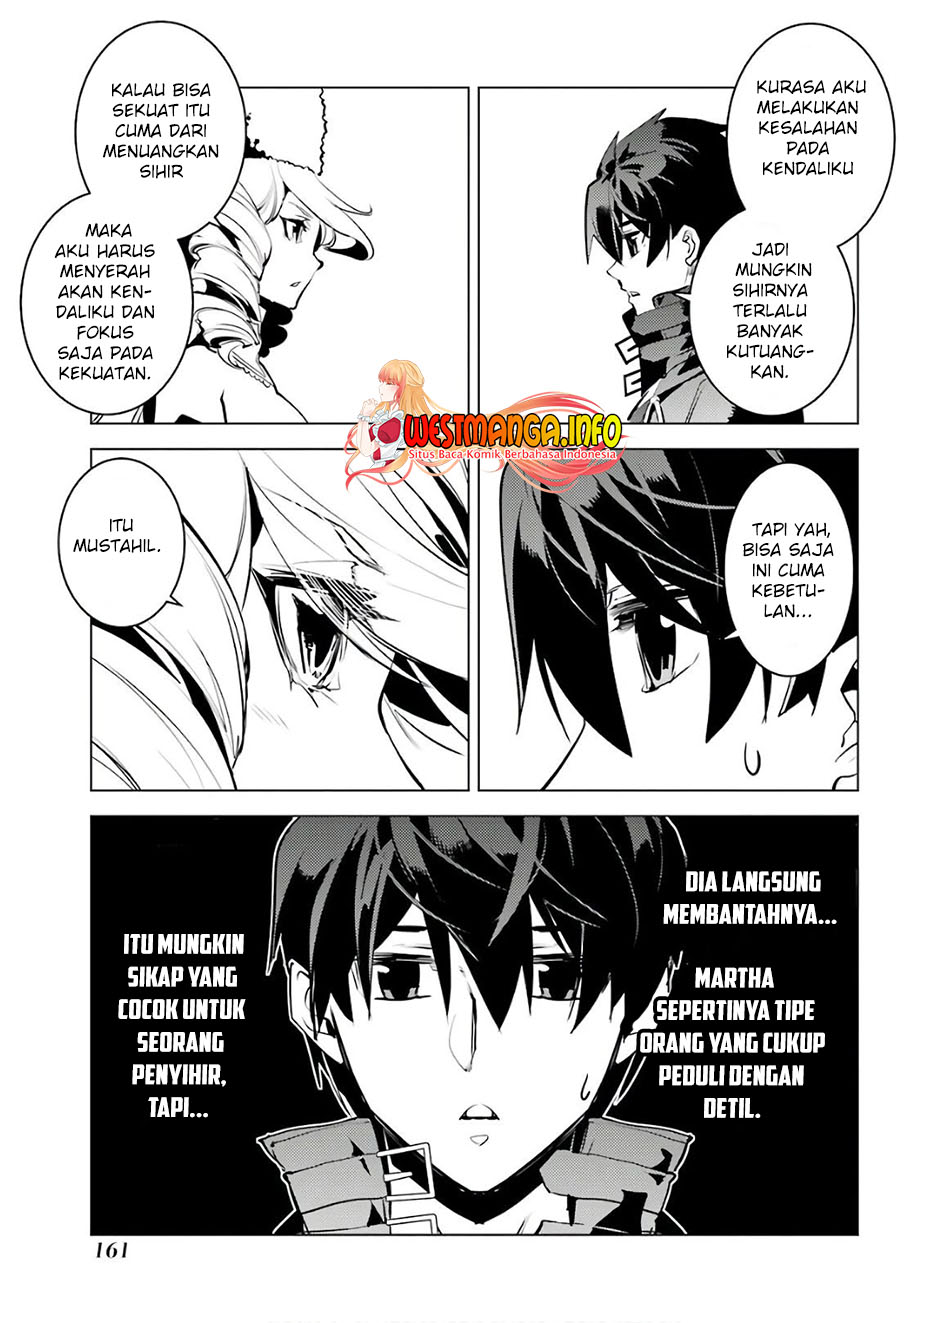 KURASA AKU
MELAKUKAN
KESALAHAN
PADA
KENDALIKU
JADI
MUNGKIN
SIHIRNYA
TERLALU
BANYAK
KUTUANG-
KAN.
KALAU BISA
SEKUAT ITU
CUMA DARI
MENUANGKAN
SIHIR
MAKA
AKU HARUS
MENYERAH
AKAN KEN-
DALIKU DAN
FOKUS
SAJA PADA
KEKUATAN.
WESTMANGA.INFO
Situs Baca Komik Berbahasa Indonesia
TAPI YAH,
BISA SAJA
INI CUMA
KEBETU-
LAN...
ITU
MUSTAHIL.
DIA LANGSUNG
MEMBANTAHNYA...
MARTHA
SEPERTINYA TIPE
ORANG YANG CUKUP
PEDULI DENGAN
DETIL.
ITU MUNGKIN
SIKAP YANG
COCOK UNTUK
SEORANG
PENYIHIR,
TAPI...
161